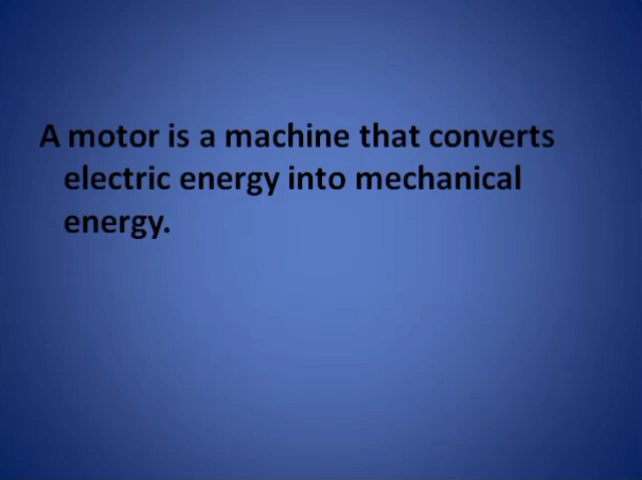 A motor is a machine that converts
electric energy into mechanical
energy.